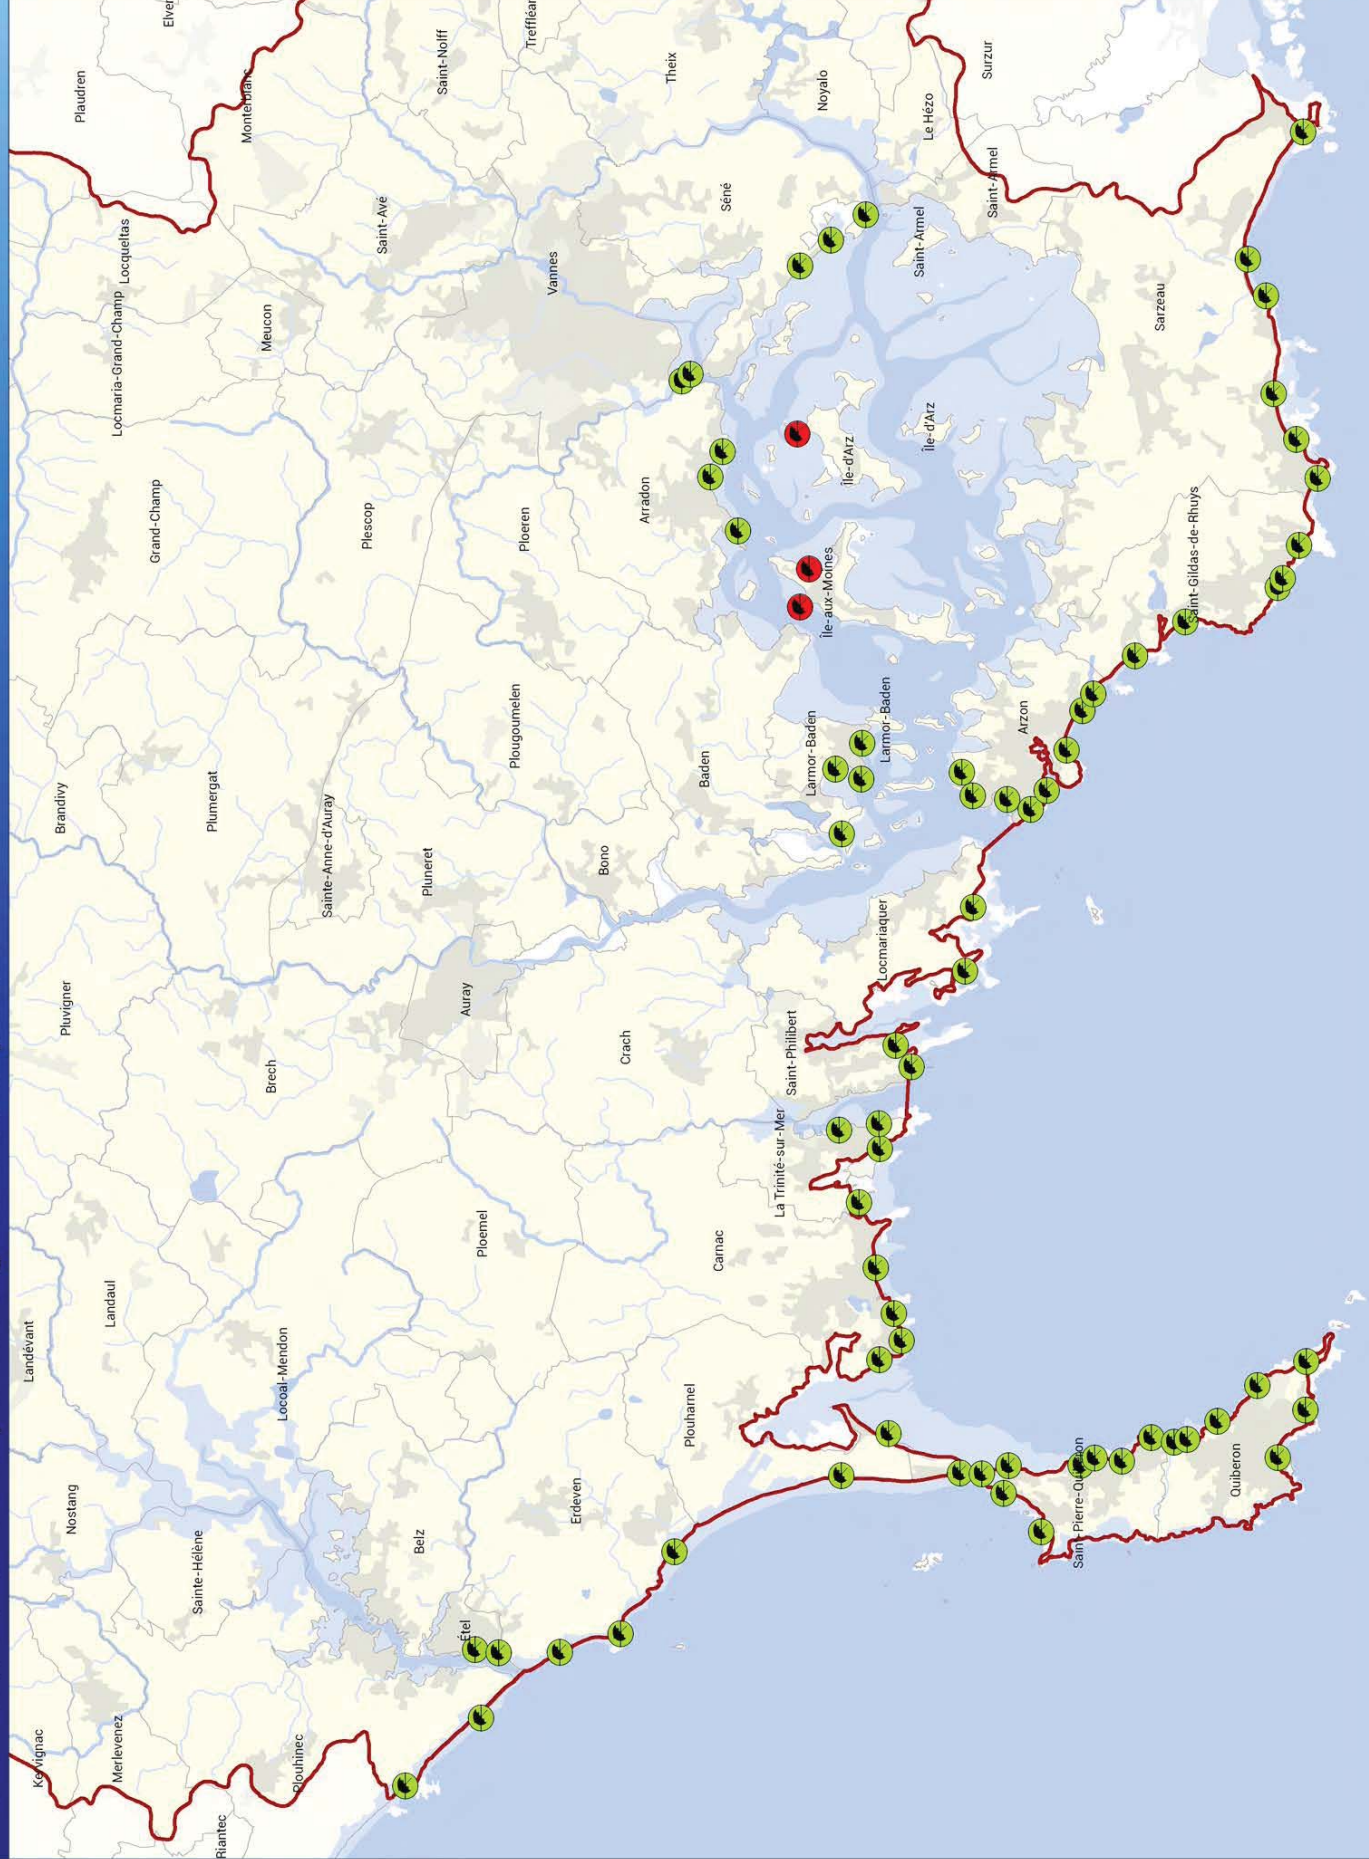 Kervignac
Nostang
Landévant
Pluvigner
Brandivy
Plaudren
Elven
Merlevenez
Landaul
Grand-Champ
Locmaria-Grand-Champ
Locqueltas
Monterblanc
Riantec
Plouhinec
Sainte-Hélène
Locoal-Mendon
Brech
Plumergat
Sainte-Anne-d'Auray
Meucon
Plescop
Saint-Avé
Saint-Nolff
Treffléan
Étel
Belz
Ploemel
Auray
Pluneret
Plougoumelen
Ploeren
Vannes
Erdeven
Crach
Bono
Baden
Arradon
Séné
Theix
Plouharnel
Carnac
La Trinité-sur-Mer
Saint-Philibert
Locmariaquer
Larmor-Baden
Larmor-Baden
Île-aux-Moines
Île-d'Arz
Île-d'Arz
Saint-Armel
Noyalo
Le Hézo
Saint-Armel
Surzur
Arzon
Saint-Gildas-de-Rhuys
Sarzeau
Saint-Pierre-Quiberon
Quiberon